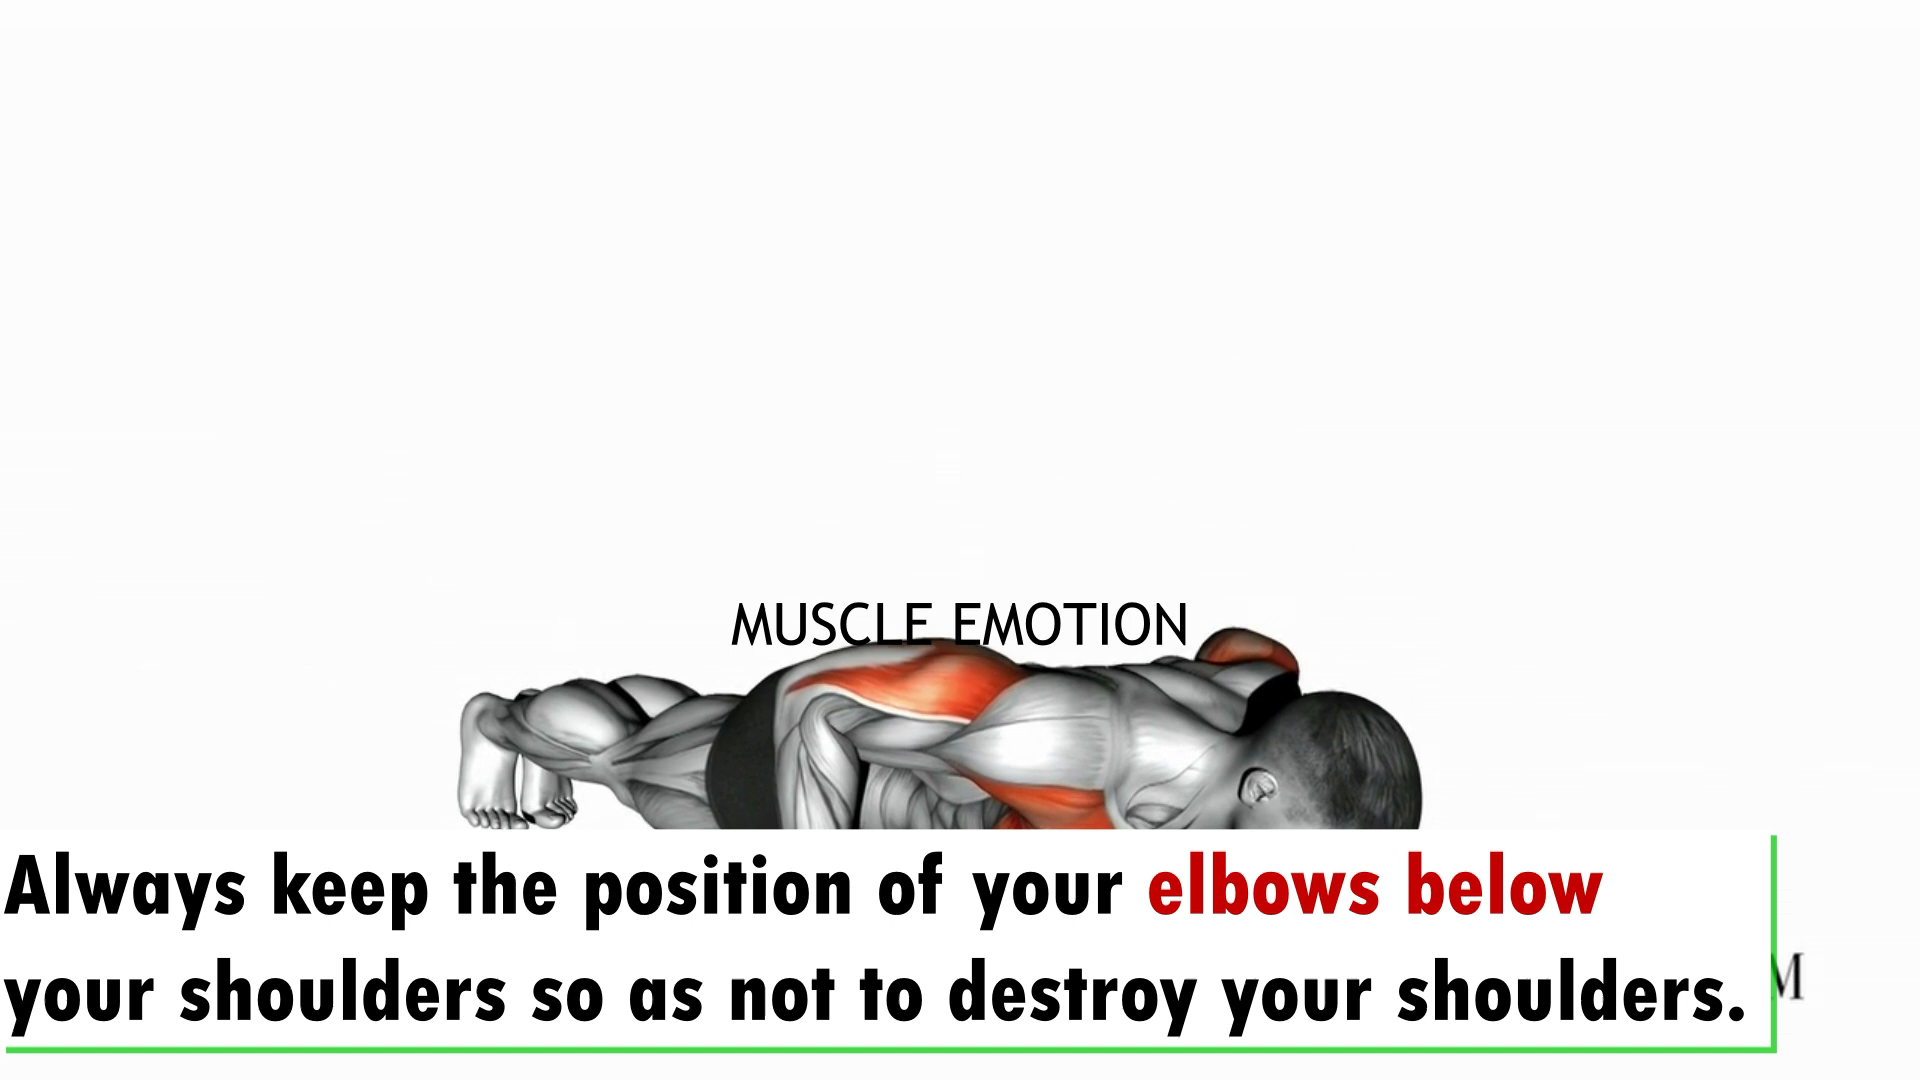 MUSCLE EMOTION
Always keep the position of your elbows below
your shoulders so as not to destroy your shoulders.
M